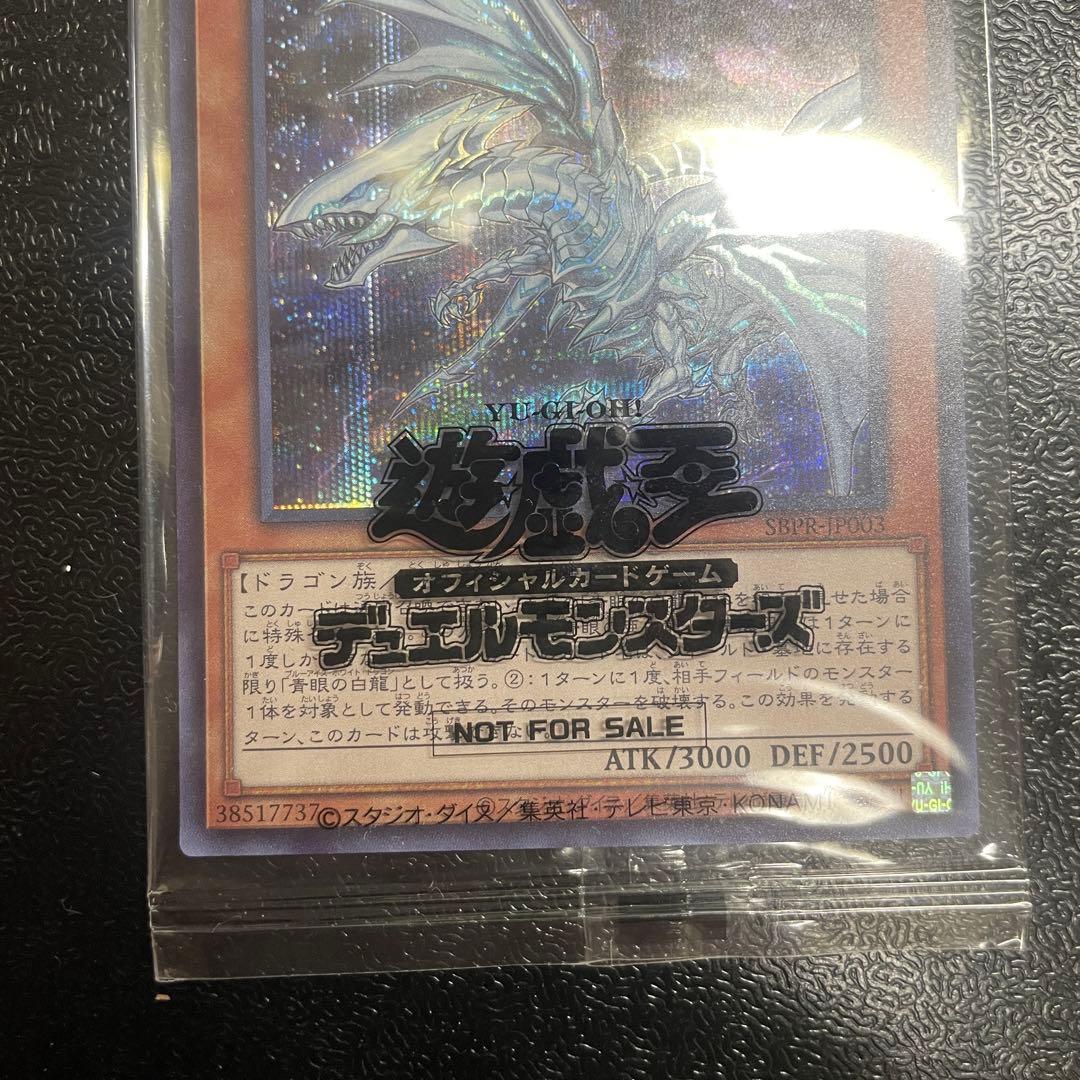 YU-GI-OH!
遊戯王
SBPR-JP003
オフィシャルカードゲーム
デュエルモンスターズ
【ドラゴン族/
このカードは
せた場合
に特殊
は1ターンに
1度しか
存在する
限り「青眼の白龍」として扱う。②:1ターンに1度、相手フィールドのモンスター
1体を対象として発動できる。そのモンスターを破壊する。この効果を
する
ターン、このカードは攻撃
NOT FOR SALE
ATK/3000 DEF/2500
38517737
©スタジオ・ダイス/集英社・テレビ東京・KONAMI